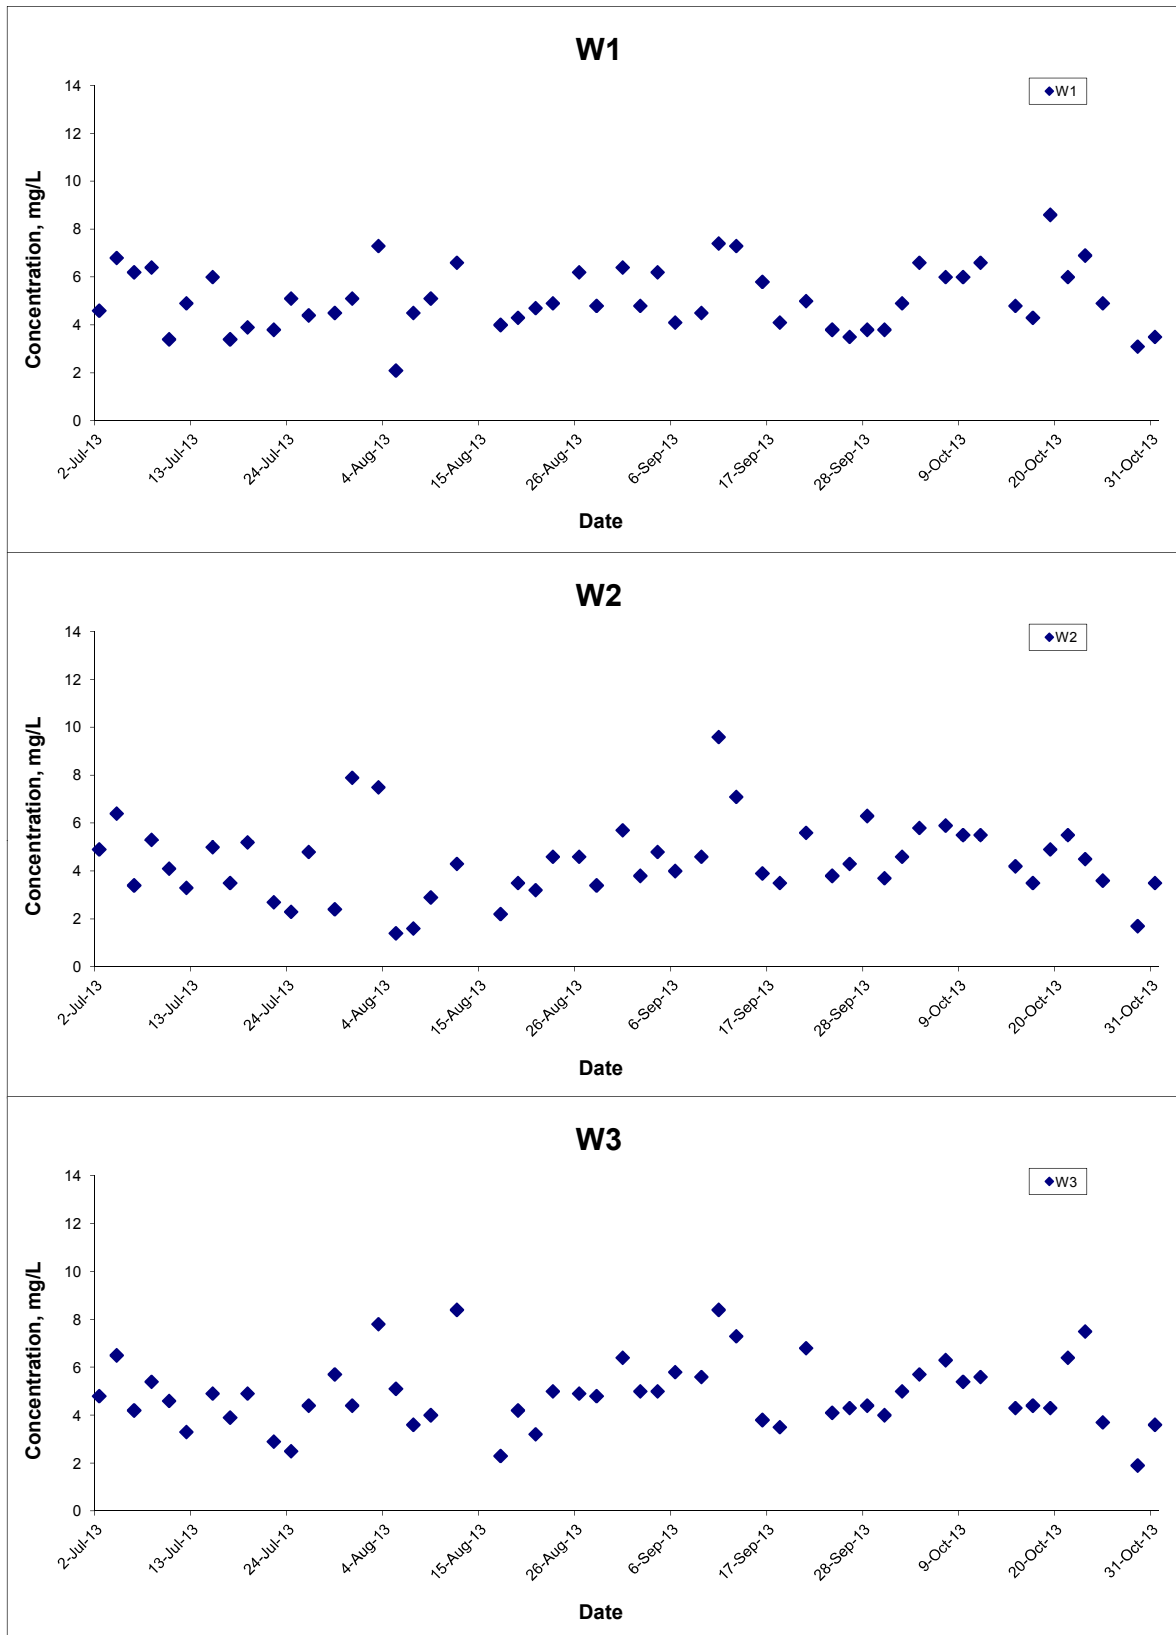 W1
W1
14
12
10
8
6
4
2
0
Concentration, mg/L
2-Jul-13
13-Jul-13
24-Jul-13
4-Aug-13
15-Aug-13
26-Aug-13
6-Sep-13
17-Sep-13
28-Sep-13
9-Oct-13
20-Oct-13
31-Oct-13
Date
W2
W2
14
12
10
8
6
4
2
0
Concentration, mg/L
2-Jul-13
13-Jul-13
24-Jul-13
4-Aug-13
15-Aug-13
26-Aug-13
6-Sep-13
17-Sep-13
28-Sep-13
9-Oct-13
20-Oct-13
31-Oct-13
Date
W3
W3
14
12
10
8
6
4
2
0
Concentration, mg/L
2-Jul-13
13-Jul-13
24-Jul-13
4-Aug-13
15-Aug-13
26-Aug-13
6-Sep-13
17-Sep-13
28-Sep-13
9-Oct-13
20-Oct-13
31-Oct-13
Date